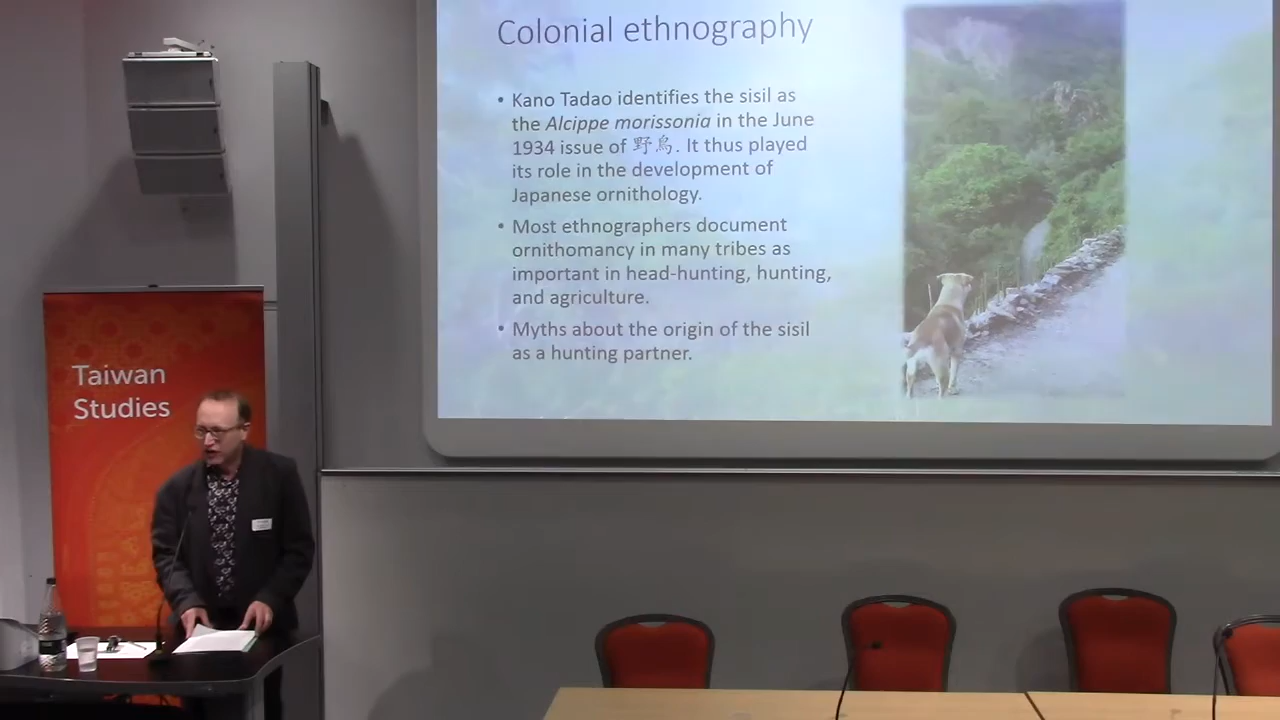 Colonial ethnography
• Kano Tadao identifies the sisil as
the Alcippe morissonia in the June
1934 issue of 野鳥. It thus played
its role in the development of
Japanese ornithology.
• Most ethnographers document
ornithomancy in many tribes as
important in head-hunting, hunting,
and agriculture.
• Myths about the origin of the sisil
as a hunting partner.
Taiwan
Studies